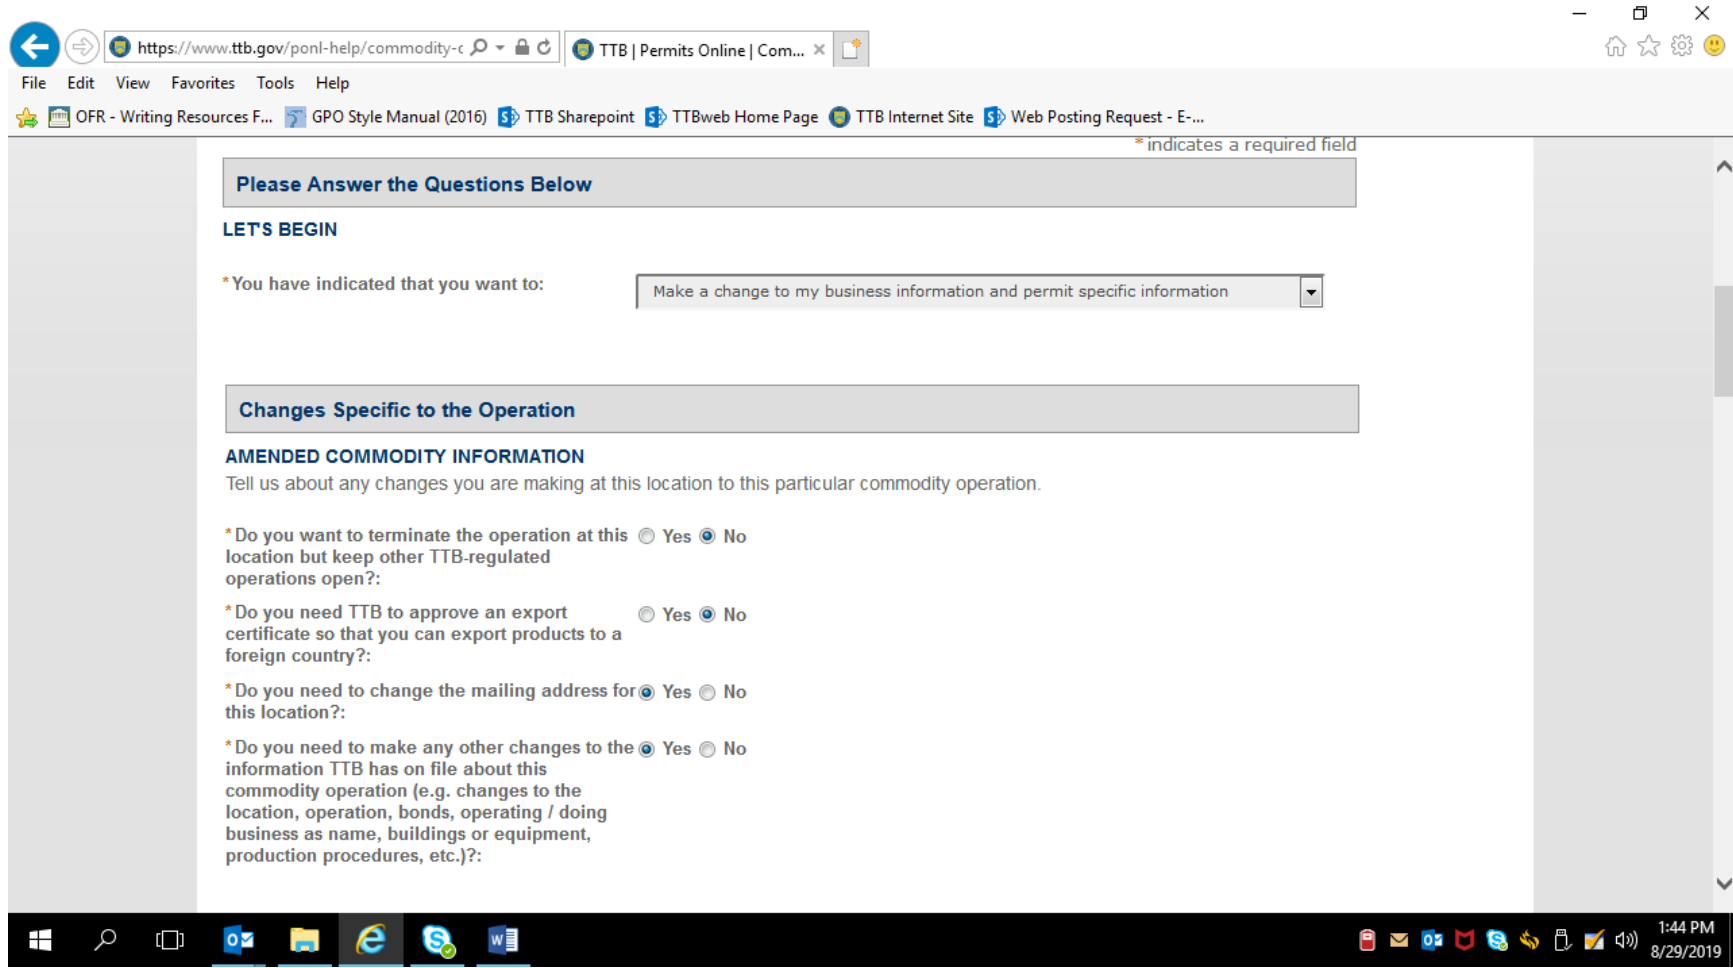 https://www.ttb.gov/ponl-help/commodity-c
TTB | Permits Online | Com...
File Edit View Favorites Tools Help
OFR - Writing Resources F... GPO Style Manual (2016) TTB Sharepoint TTBweb Home Page TTB Internet Site Web Posting Request - E-...
* indicates a required field
Please Answer the Questions Below
LET'S BEGIN
* You have indicated that you want to: Make a change to my business information and permit specific information
Changes Specific to the Operation
AMENDED COMMODITY INFORMATION
Tell us about any changes you are making at this location to this particular commodity operation.
* Do you want to terminate the operation at this Yes No
location but keep other TTB-regulated
operations open?:
* Do you need TTB to approve an export Yes No
certificate so that you can export products to a
foreign country?:
* Do you need to change the mailing address for Yes No
this location?:
* Do you need to make any other changes to the Yes No
information TTB has on file about this
commodity operation (e.g. changes to the
location, operation, bonds, operating / doing
business as name, buildings or equipment,
production procedures, etc.)?:
1:44 PM
8/29/2019